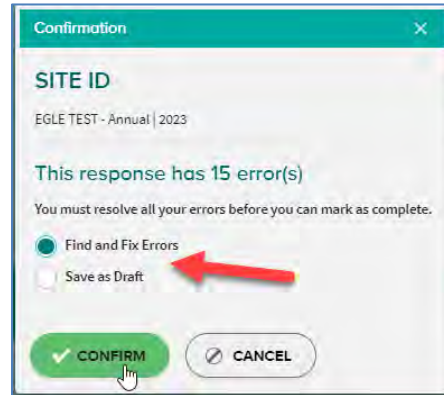 Confirmation
SITE ID
EGLE TEST - Annual | 2023
This response has 15 error(s)
You must resolve all your errors before you can mark as complete.
Find and Fix Errors
Save as Draft
CONFIRM
CANCEL